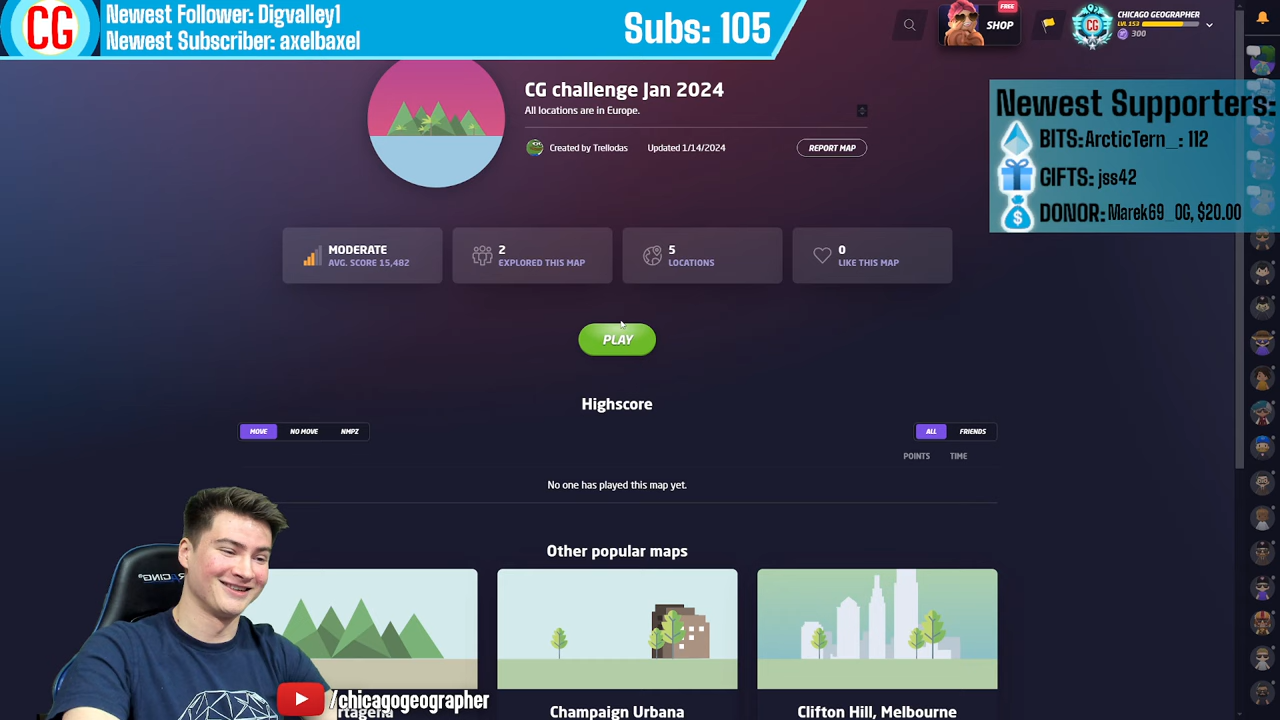 CG
Newest Follower: Digvalley1
Newest Subscriber: axelbaxel
Subs: 105
FREE
SHOP
CG
CHICAGO GEOGRAPHER
LVL 153
300
CG challenge Jan 2024
All locations are in Europe.
Created by Trellodas
Updated 1/14/2024
REPORT MAP
Newest Supporters:
BITS:ArcticTern_: 112
GIFTS: jss42
DONOR: Marek69_OG, $20.00
MODERATE
AVG. SCORE 15,482
2
EXPLORED THIS MAP
5
LOCATIONS
0
LIKE THIS MAP
PLAY
Highscore
MOVE
NO MOVE
NMPZ
ALL
FRIENDS
POINTS
TIME
No one has played this map yet.
Other popular maps
/chicagogeographer
Champaign Urbana
Clifton Hill, Melbourne